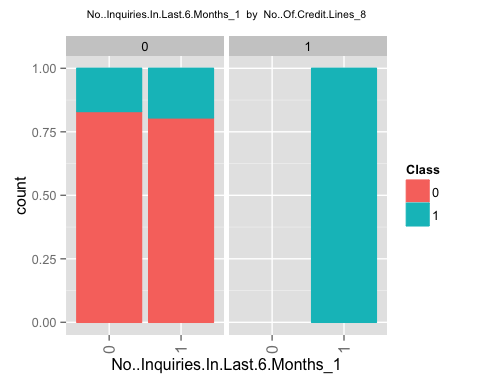 No..Inquiries.In.Last.6.Months_1 by No..Of.Credit.Lines_8
0 1
1.00
0.75
0.50
0.25
0.00
count
0 1 0 1
No..Inquiries.In.Last.6.Months_1
Class
0
1